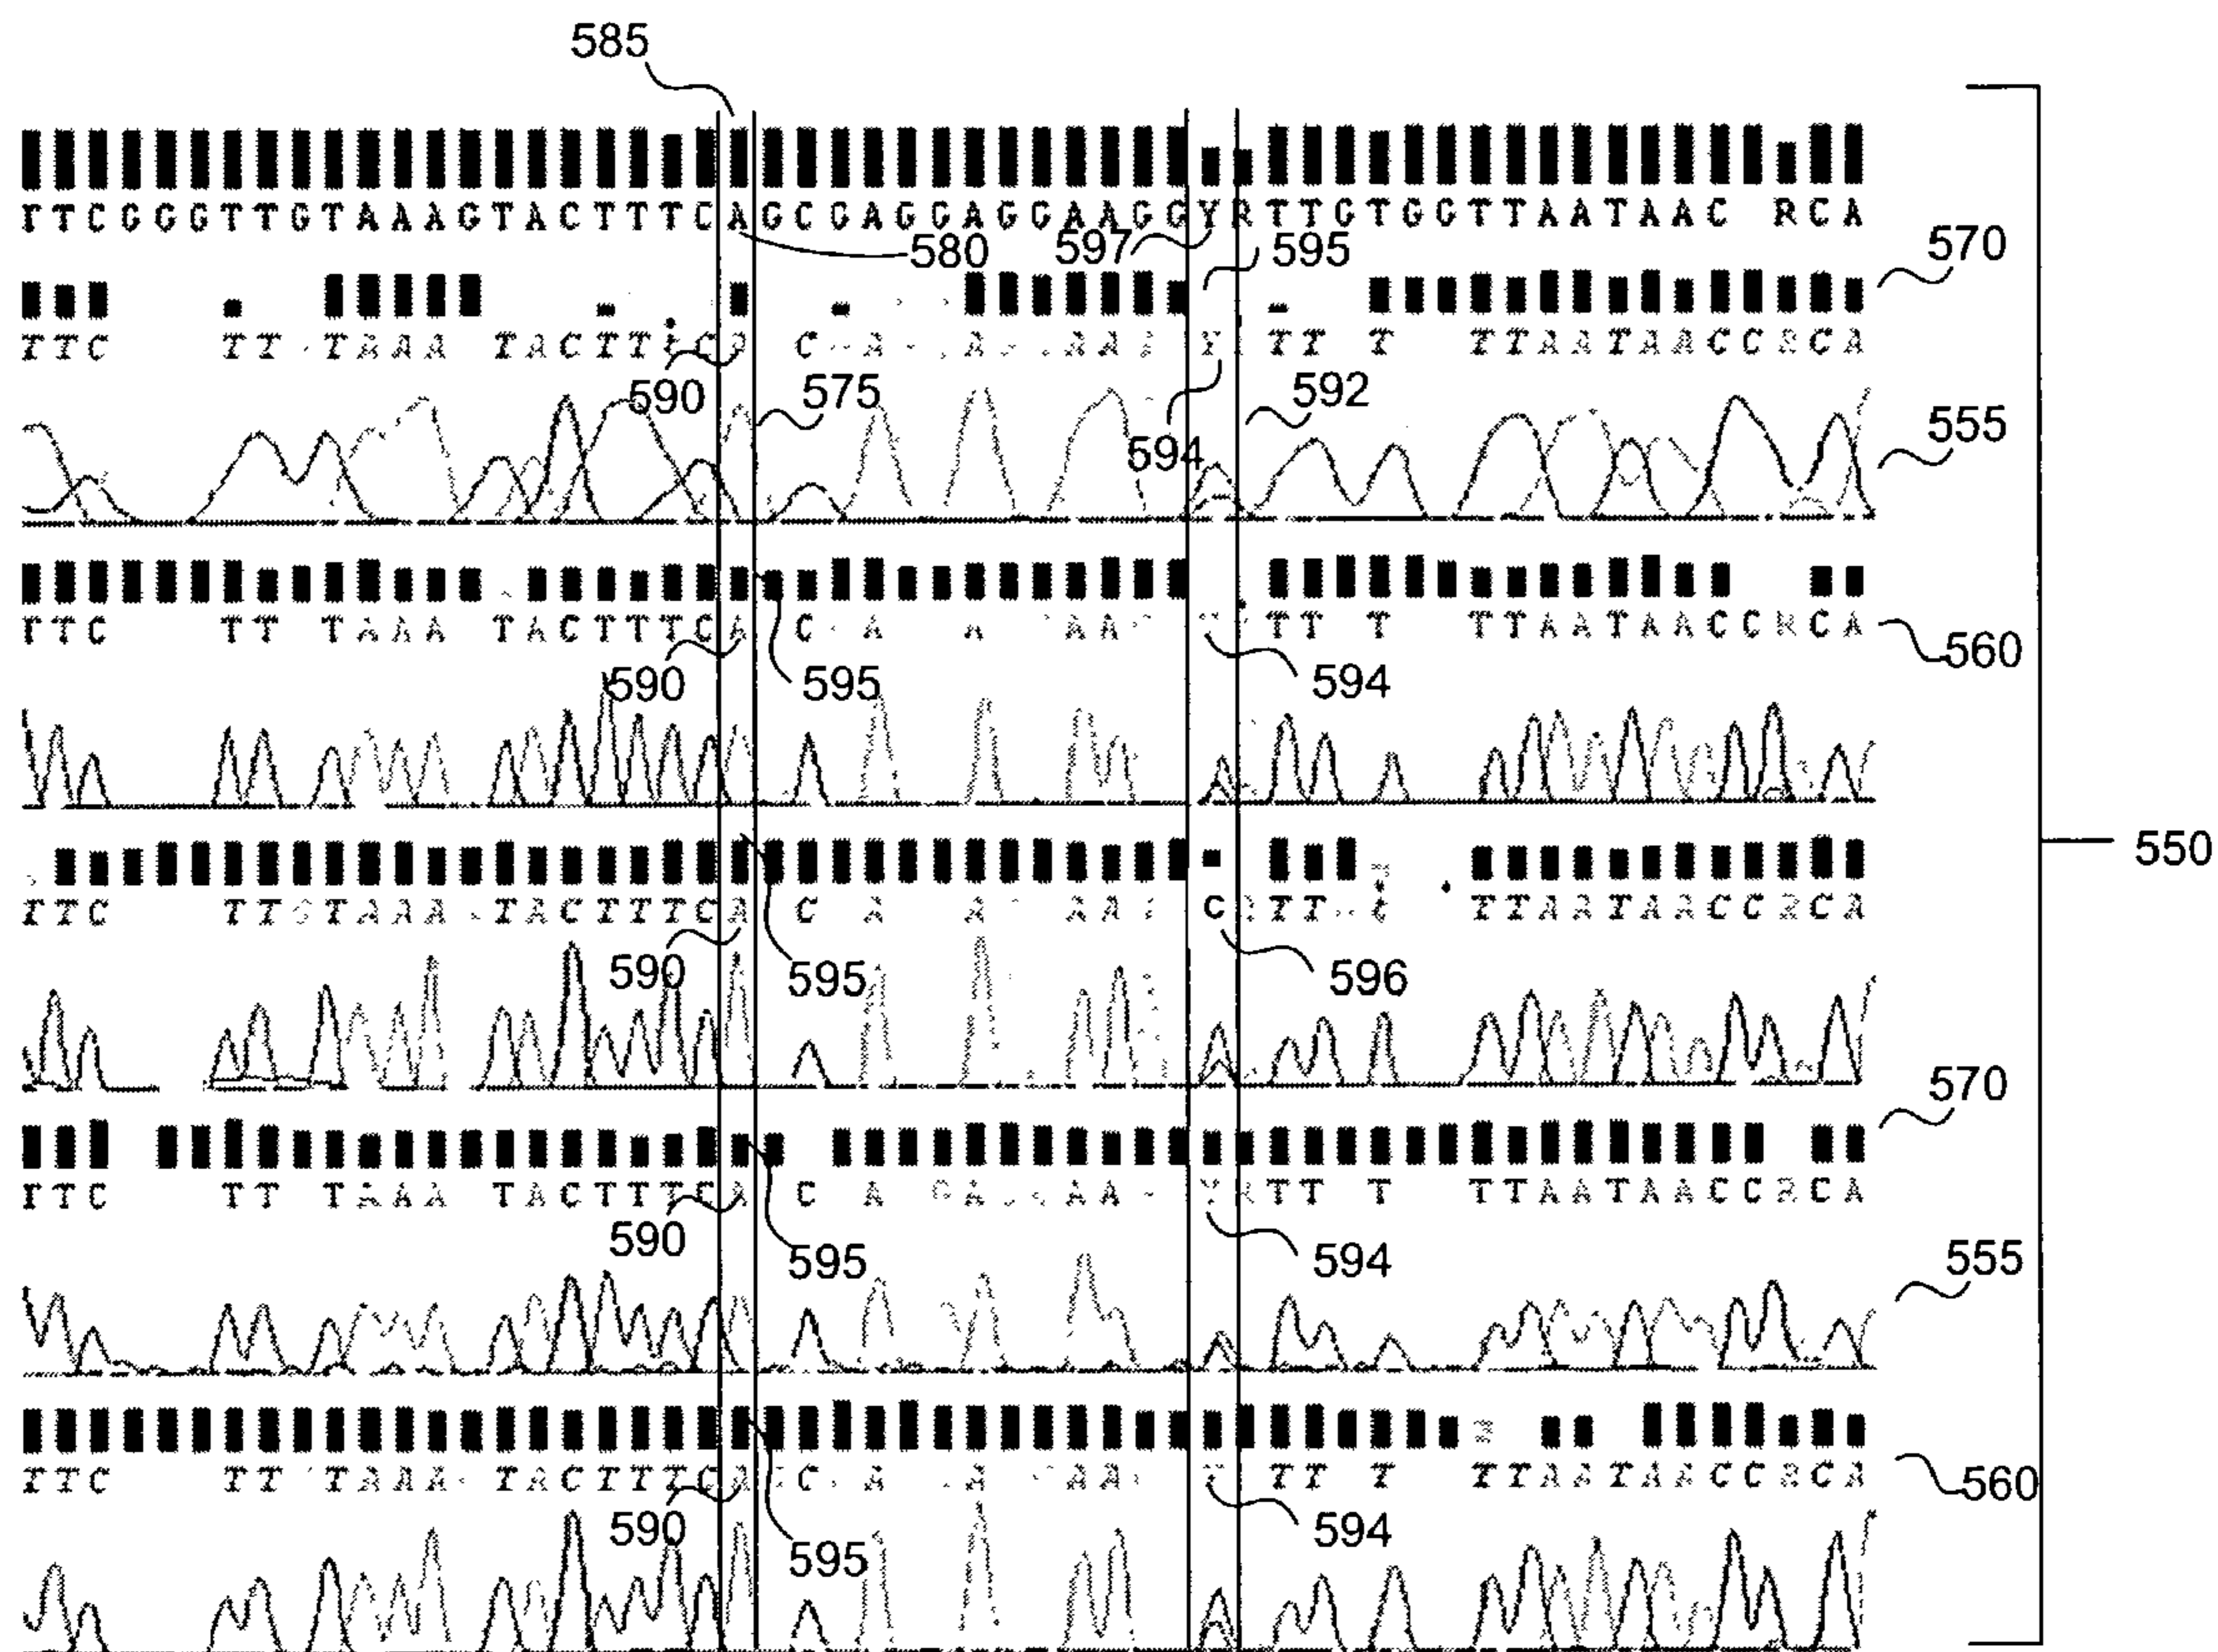 585
TTCGGGTTGTAAAGTACTTTCAGCGAGGAGGAAGGYRTTGTGGTTAATAAC RCA
580 597 595 570
TTC TT TAAA TACTT CA C A A AA Y TT T TTAATAACCRCA
590 575 594 592 555
TTC TT TAAA TACTTTCA C A A AA TT T TTAATAACCRCA
560
590 595 594
550
TTC TTGTAAA TACTTTCA C A A AA C TT t TTAATAACCRCA
590 595 596
570
TTC TT TAAA TACTTTCA C A GA AA YRTT T TTAATAACCRCA
590 595 594 555
TTC TT TAAA TACTTTCA C A A AA Y TT T TTAATAACCRCA
560
590 595 594